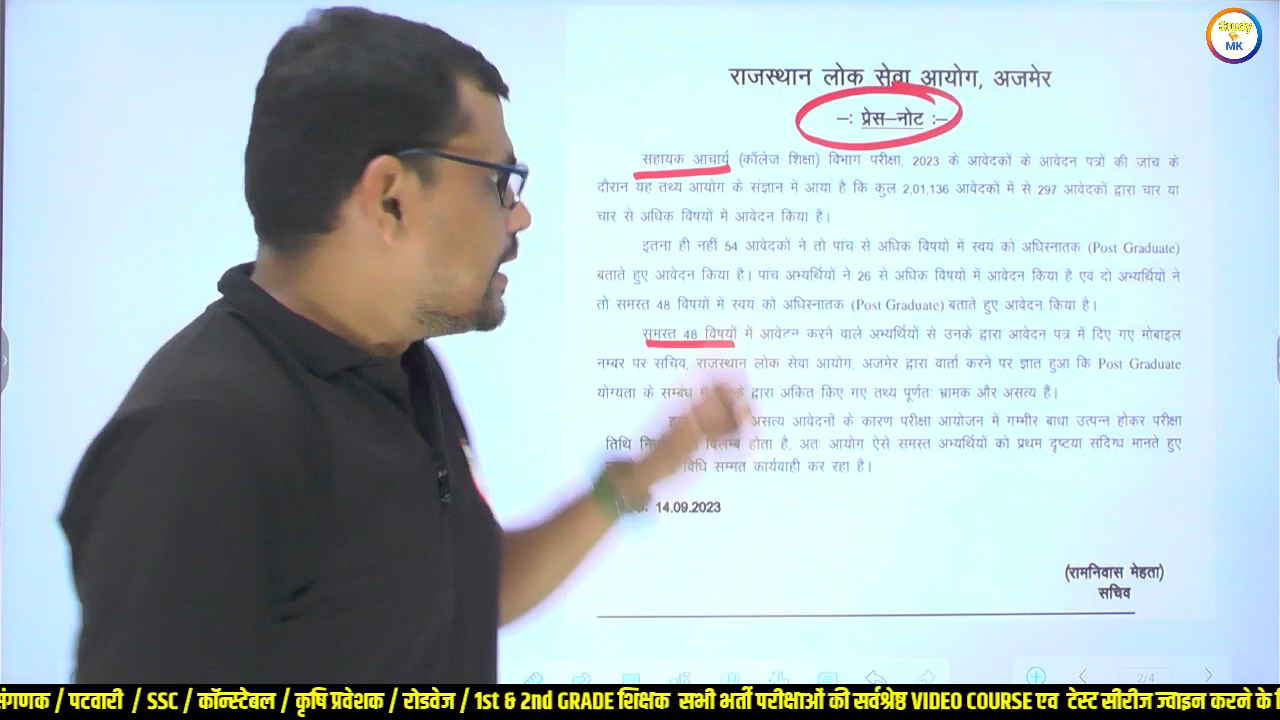 Study
MK
राजस्थान लोक सेवा आयोग, अजमेर
–: प्रेस–नोट :–
सहायक आचार्य (कॉलेज शिक्षा) विभाग परीक्षा, 2023 के आवेदकों के आवेदन पत्रों की जांच के
दौरान यह तथ्य आयोग के संज्ञान में आया है कि कुल 2,01,136 आवेदकों में से 297 आवेदकों द्वारा चार या
चार से अधिक विषयों में आवेदन किया है।
इतना ही नहीं 54 आवेदकों ने तो पांच से अधिक विषयों में स्वयं को अधिस्नातक (Post Graduate)
बताते हुए आवेदन किया है। पांच अभ्यर्थियों ने 26 से अधिक विषयों में आवेदन किया है एवं दो अभ्यर्थियों ने
तो समस्त 48 विषयों में स्वयं को अधिस्नातक (Post Graduate) बताते हुए आवेदन किया है।
समस्त 48 विषयों में आवेदन करने वाले अभ्यर्थियों से उनके द्वारा आवेदन पत्र में दिए गए मोबाइल
नम्बर पर सचिव, राजस्थान लोक सेवा आयोग, अजमेर द्वारा वार्ता करने पर ज्ञात हुआ कि Post Graduate
योग्यता के सम्बंध में द्वारा अंकित किए गए तथ्य पूर्णतः भ्रामक और असत्य हैं।
असत्य आवेदनों के कारण परीक्षा आयोजन में गम्भीर बाधा उत्पन्न होकर परीक्षा
तिथि विलम्ब होता है, अतः आयोग ऐसे समस्त अभ्यर्थियों को प्रथम दृष्टया संदिग्ध मानते हुए
विधि सम्मत कार्यवाही कर रहा है।
14.09.2023
(रामनिवास मेहता)
सचिव
2/4
संगणक / पटवारी / SSC / कॉन्स्टेबल / कृषि प्रवेशक / रोडवेज / 1st & 2nd GRADE शिक्षक सभी भर्ती परीक्षाओं की सर्वश्रेष्ठ VIDEO COURSE एव टेस्ट सीरीज ज्वाइन करने के